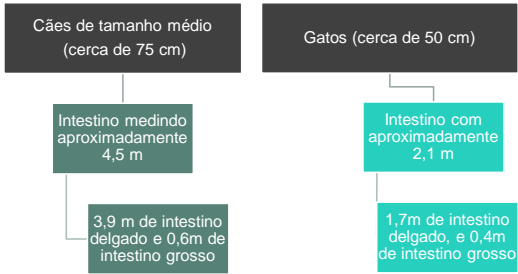 Cães de tamanho médio
(cerca de 75 cm)
Intestino medindo
aproximadamente
4,5 m
3,9 m de intestino
delgado e 0,6m de
intestino grosso
Gatos (cerca de 50 cm)
Intestino com
aproximadamente
2,1 m
1,7m de intestino
delgado, e 0,4m
de intestino grosso